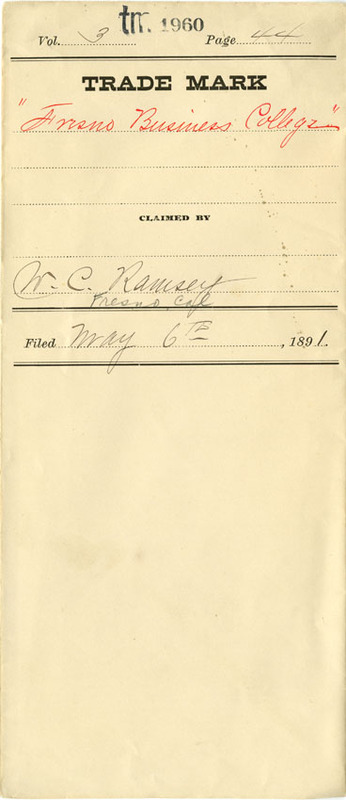 tm. 1960
Vol. 3 Page 44
TRADE MARK
"Fresno Business College"
CLAIMED BY
W. C. Ramsey
Fresno, Cal
Filed May 6TH, 1891.